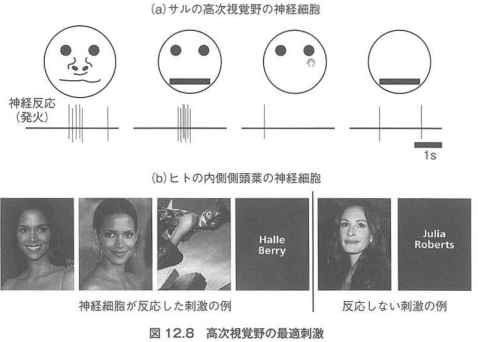 (a)サルの高次視覚野の神経細胞
神経反応
(発火)
1s
(b)ヒトの内側側頭葉の神経細胞
Halle
Berry
Julia
Roberts
神経細胞が反応した刺激の例
反応しない刺激の例
図 12.8 高次視覚野の最適刺激